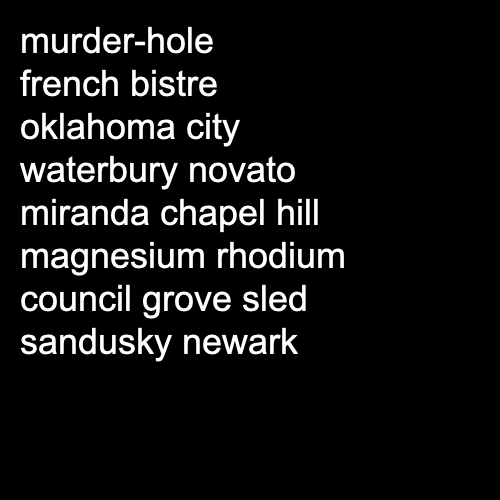 murder-hole
french bistre
oklahoma city
waterbury novato
miranda chapel hill
magnesium rhodium
council grove sled
sandusky newark